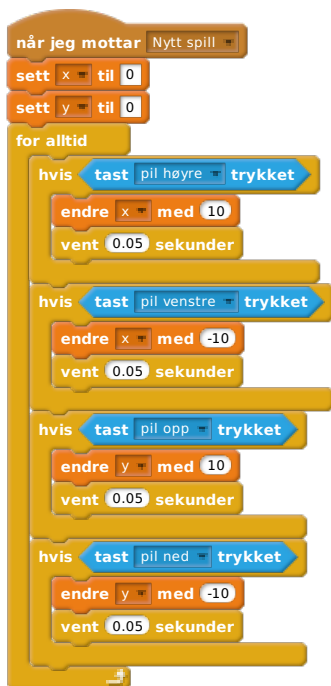 når jeg mottar Nytt spill
sett x til 0
sett y til 0
for alltid
hvis tast pil høyre trykket
endre x med 10
vent 0.05 sekunder
hvis tast pil venstre trykket
endre x med -10
vent 0.05 sekunder
hvis tast pil opp trykket
endre y med 10
vent 0.05 sekunder
hvis tast pil ned trykket
endre y med -10
vent 0.05 sekunder